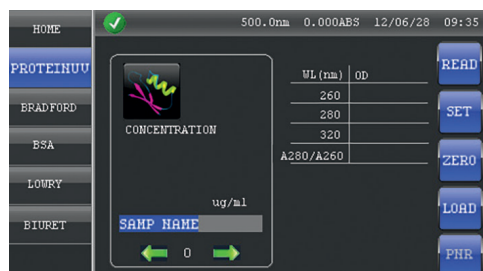 HOME
PROTEINUU
BRADFORD
BSA
LOWRY
BIURET
500.0nm 0.000ABS 12/06/28 09:35
CONCENTRATION
ug/ml
SAMP NAME
0
WL(nm) OD
260
280
320
A280/A260
READ
SET
ZERO
LOAD
PNR